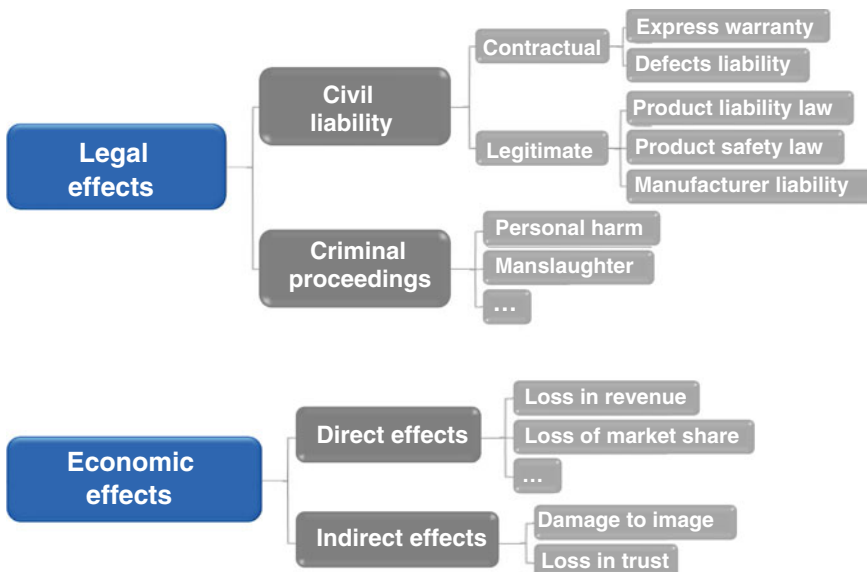 Legal
effects
Civil
liability
Contractual
Express warranty
Defects liability
Legitimate
Product liability law
Product safety law
Manufacturer liability
Criminal
proceedings
Personal harm
Manslaughter
...
Economic
effects
Direct effects
Loss in revenue
Loss of market share
...
Indirect effects
Damage to image
Loss in trust